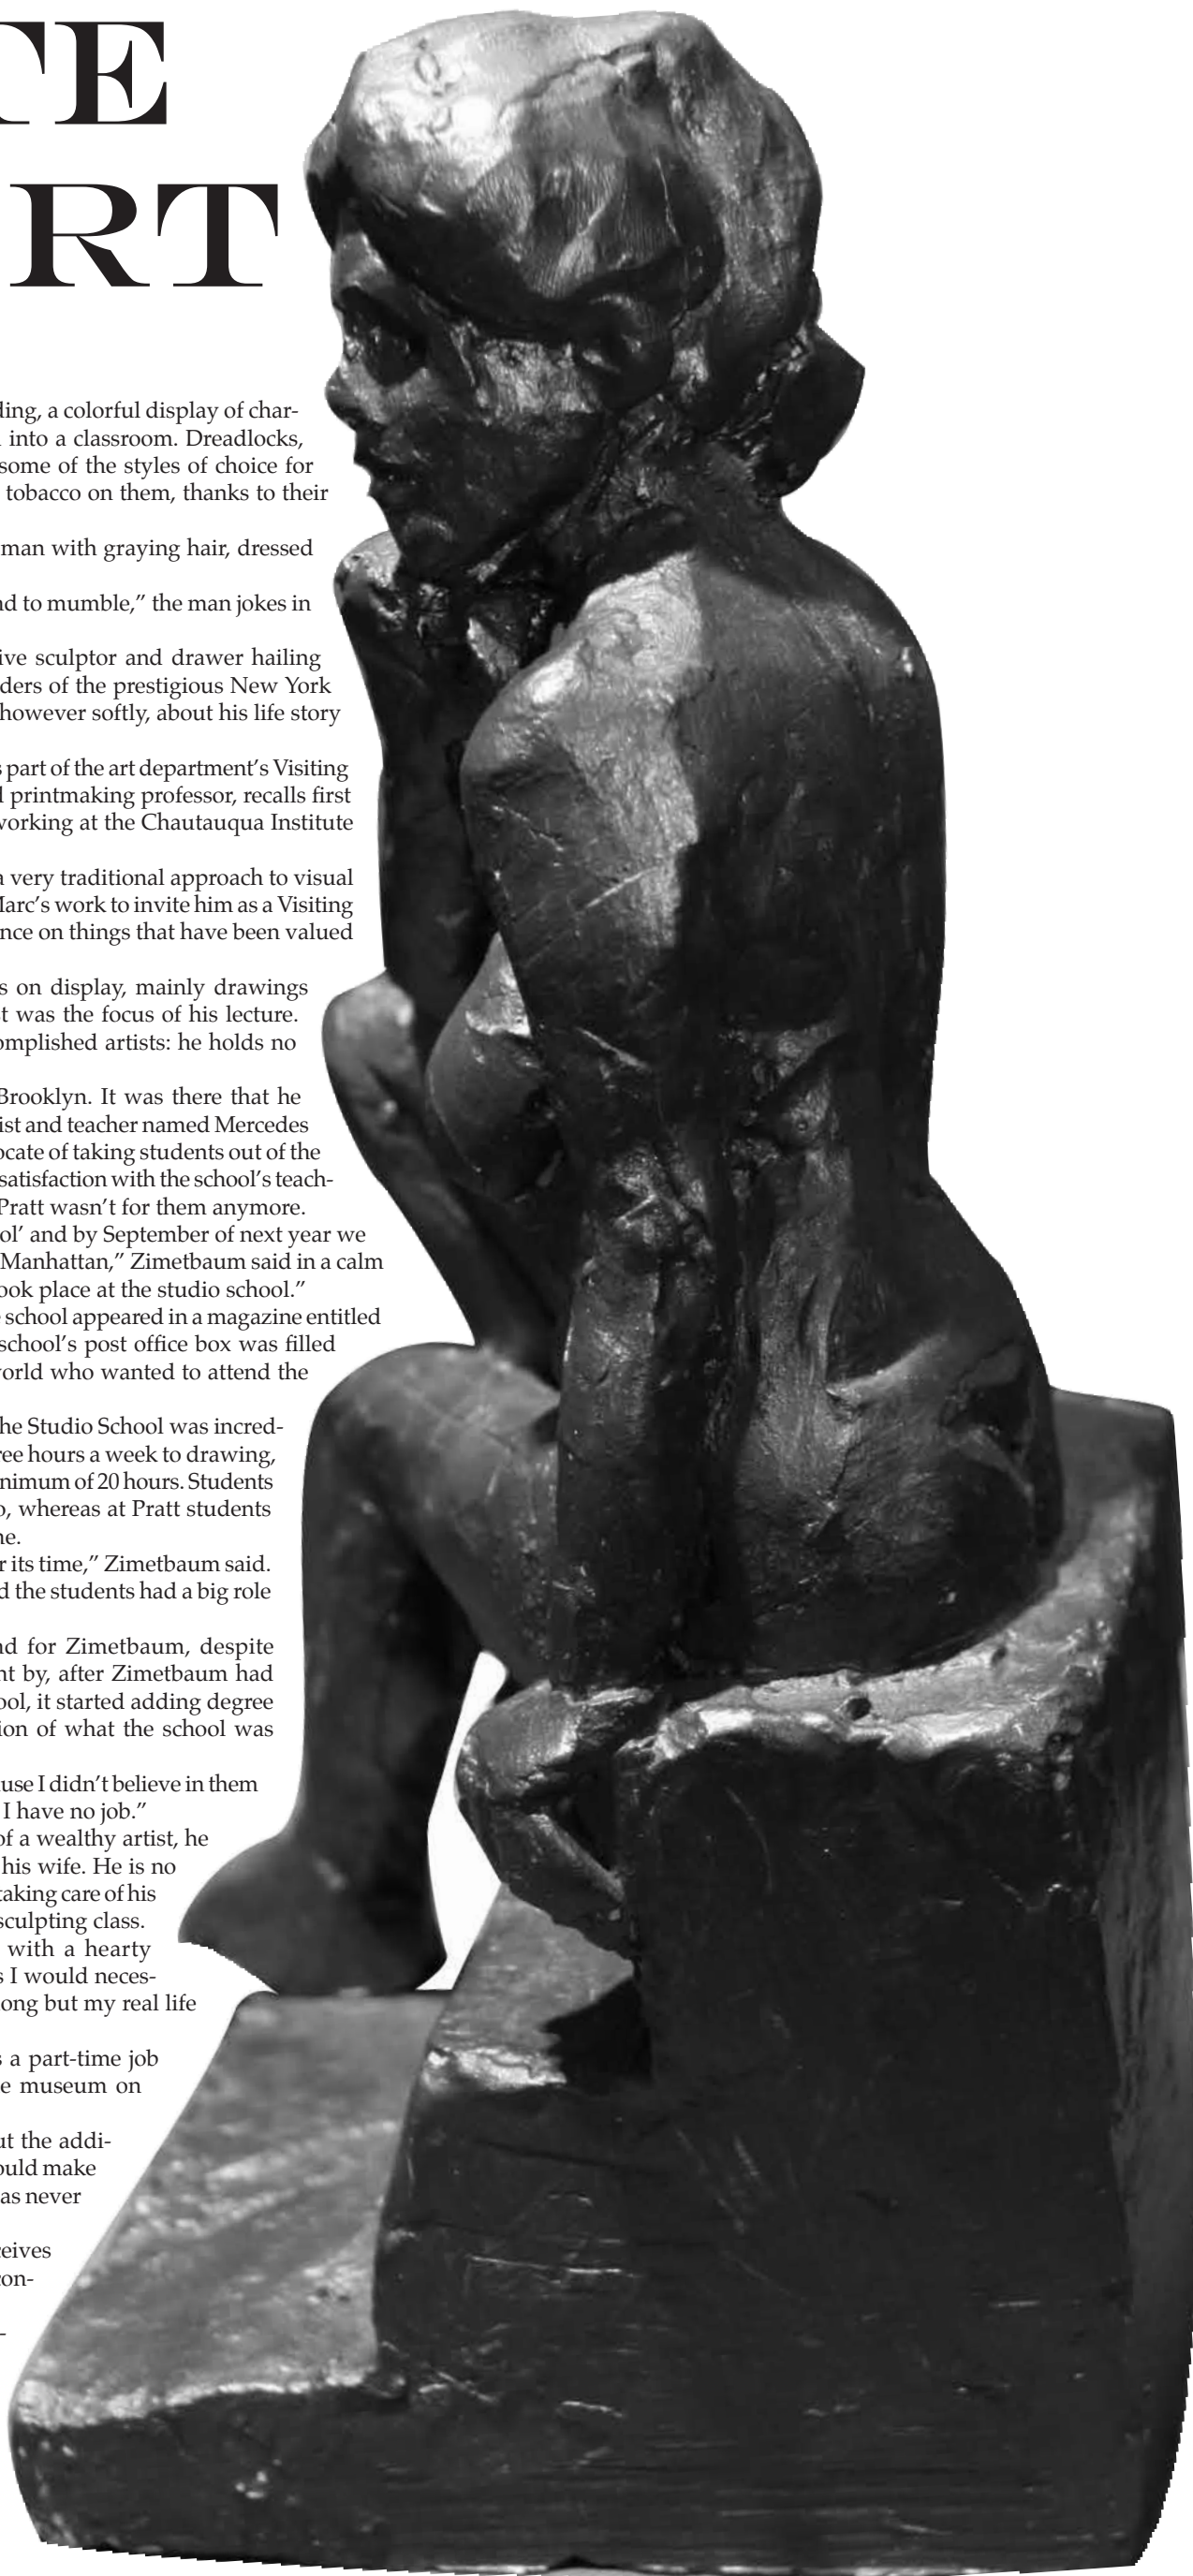 TE
RT
ding, a colorful display of char-
into a classroom. Dreadlocks,
some of the styles of choice for
tobacco on them, thanks to their
man with graying hair, dressed
nd to mumble,” the man jokes in
ive sculptor and drawer hailing
ders of the prestigious New York
however softly, about his life story
s part of the art department’s Visiting
d printmaking professor, recalls first
working at the Chautauqua Institute
a very traditional approach to visual
Marc’s work to invite him as a Visiting
nce on things that have been valued
s on display, mainly drawings
st was the focus of his lecture.
omplished artists: he holds no
Brooklyn. It was there that he
ist and teacher named Mercedes
ocate of taking students out of the
satisfaction with the school’s teach-
Pratt wasn’t for them anymore.
ol’ and by September of next year we
Manhattan,” Zimetbaum said in a calm
ook place at the studio school.”
e school appeared in a magazine entitled
school’s post office box was filled
vorld who wanted to attend the
he Studio School was incred-
ree hours a week to drawing,
nimum of 20 hours. Students
o, whereas at Pratt students
ne.
r its time,” Zimetbaum said.
d the students had a big role
nd for Zimetbaum, despite
nt by, after Zimetbaum had
ool, it started adding degree
ion of what the school was
use I didn’t believe in them
I have no job.”
of a wealthy artist, he
his wife. He is no
taking care of his
sculpting class.
with a hearty
s I would neces-
ong but my real life
s a part-time job
e museum on
ut the addi-
ould make
as never
ceives
con-
-